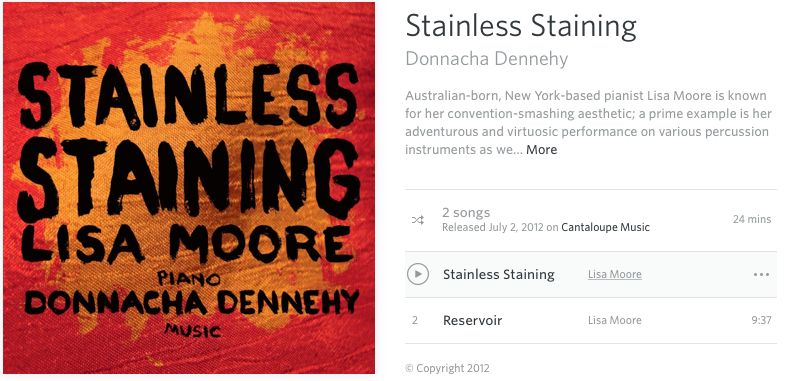 STAINLESS
STAINING
LISA MOORE
PIANO
DONNACHA DENNEHY
MUSIC
Stainless Staining
Donnacha Dennehy
Australian-born, New York-based pianist Lisa Moore is known
for her convention-smashing aesthetic; a prime example is her
adventurous and virtuosic performance on various percussion
instruments as we... More
2 songs
Released July 2, 2012 on Cantaloupe Music
24 mins
Stainless Staining Lisa Moore
2 Reservoir Lisa Moore 9:37
© Copyright 2012